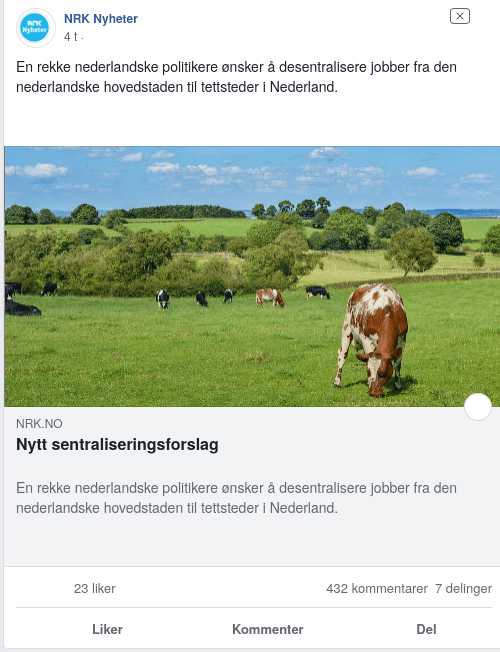 NRK
Nyheter
NRK Nyheter
4 t ·
En rekke nederlandske politikere ønsker å desentralisere jobber fra den
nederlandske hovedstaden til tettsteder i Nederland.
NRK.NO
Nytt sentraliseringsforslag
En rekke nederlandske politikere ønsker å desentralisere jobber fra den
nederlandske hovedstaden til tettsteder i Nederland.
23 liker 432 kommentarer 7 delinger
Liker Kommenter Del